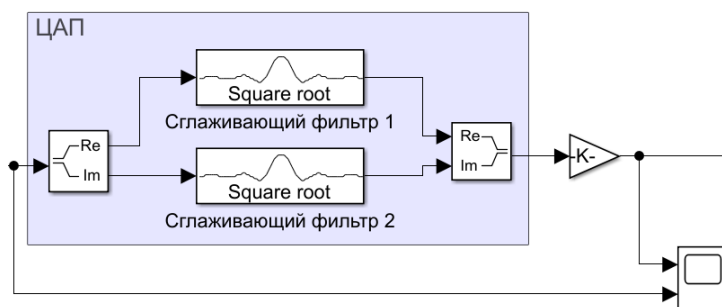 ЦАП
Square root
Сглаживающий фильтр 1
Re
Im
Square root
Сглаживающий фильтр 2
Re
Im
-K-